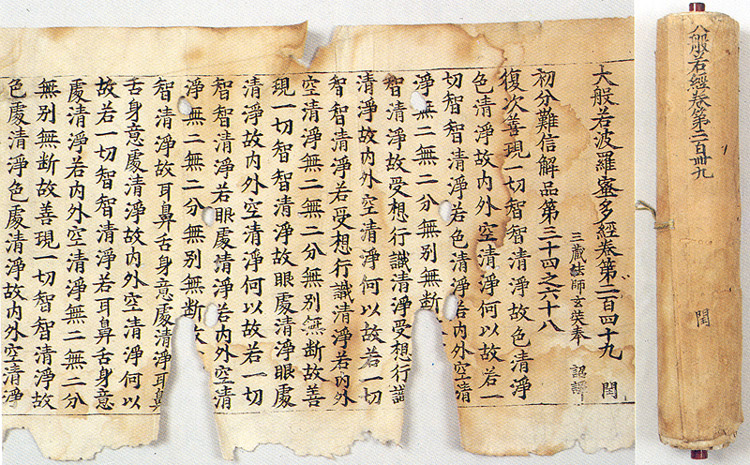 大般若波羅蜜多經卷第二百四十九 閏
三藏法師玄奘奉 詔譯
初分難信解品第三十四之六十八
復次善現一切智智清淨故色清淨
色清淨故内外空清淨何以故若一
切智智清淨若色清淨若内外空清
淨無二無二分無別無斷
智清淨故受想行識清淨受想行識
清淨故内外空清淨何以故若一切
智智清淨若受想行識清淨若内外
空清淨無二無二分無別無斷故善
現一切智智清淨故眼處清淨眼處
清淨故内外空清淨何以故若一切
智智清淨若眼處清淨若内外空清
淨無二無二分無別無斷故
智清淨故耳鼻舌身意處清淨耳鼻
舌身意處清淨故内外空清淨何以
故若一切智智清淨若耳鼻舌身意
處清淨若内外空清淨無二無二分
無別無斷故善現一切智智清淨故
色處清淨色處清淨故内外空清淨
般若經卷第二百卌九 閏